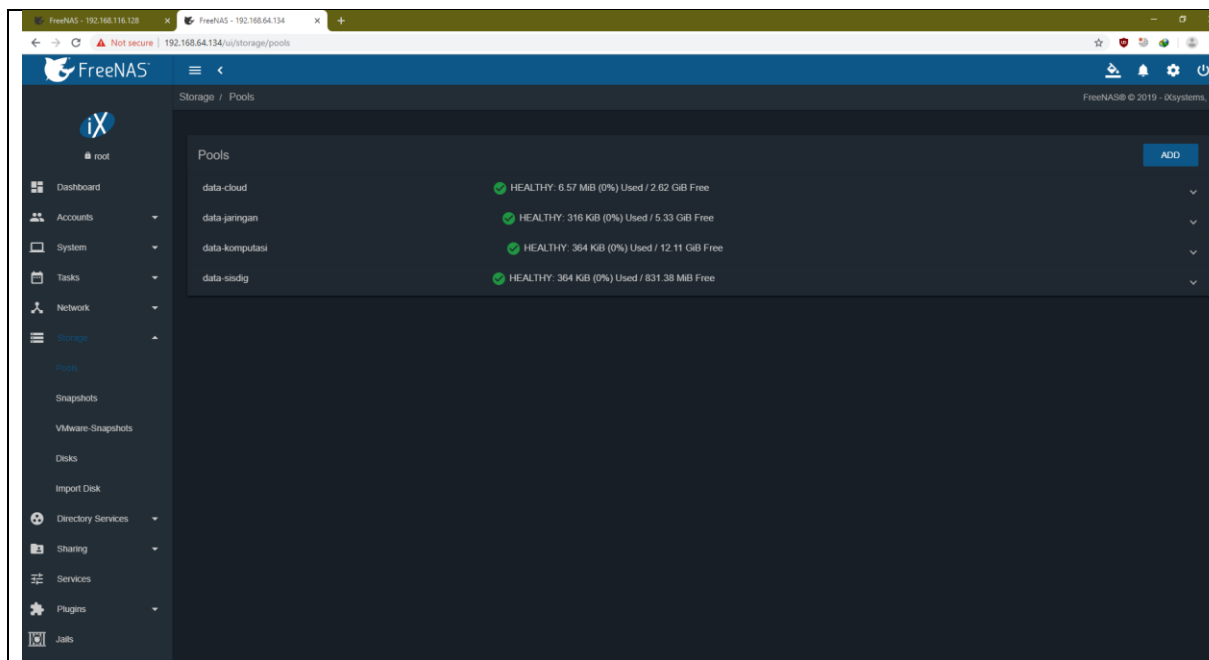 FreeNAS - 192.168.116.128
FreeNAS - 192.168.64.134
Not secure | 192.168.64.134/ui/storage/pools
FreeNAS
Storage / Pools
FreeNAS® © 2019 - iXsystems,
iX
root
Pools
ADD
Dashboard
data-cloud HEALTHY: 6.57 MiB (0%) Used / 2.62 GiB Free
Accounts
data-jaringan HEALTHY: 316 KiB (0%) Used / 5.33 GiB Free
System
data-komputasi HEALTHY: 364 KiB (0%) Used / 12.11 GiB Free
Tasks
data-sisdig HEALTHY: 364 KiB (0%) Used / 831.38 MiB Free
Network
Storage
Pools
Snapshots
VMware-Snapshots
Disks
Import Disk
Directory Services
Sharing
Services
Plugins
Jails